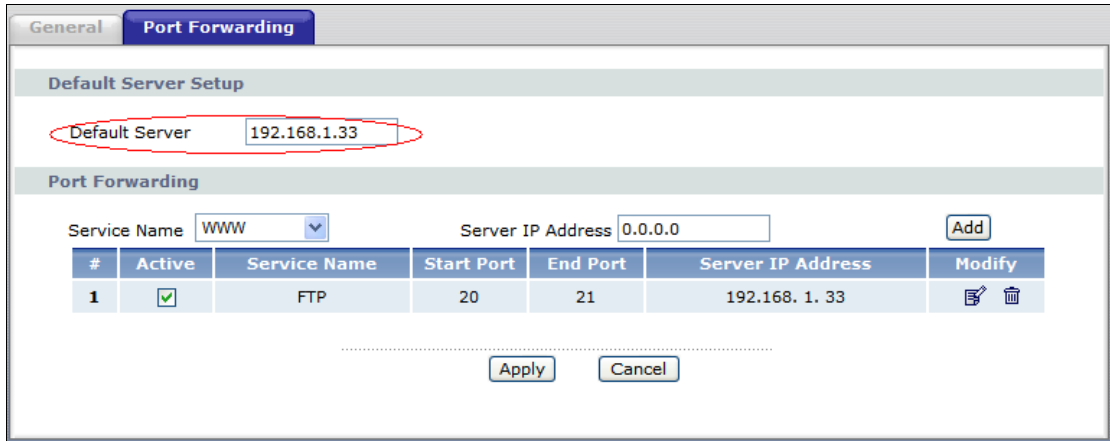 General Port Forwarding
Default Server Setup
Default Server 192.168.1.33
Port Forwarding
Service Name WWW Server IP Address 0.0.0.0 Add
# Active Service Name Start Port End Port Server IP Address Modify
1 FTP 20 21 192.168. 1. 33
Apply Cancel